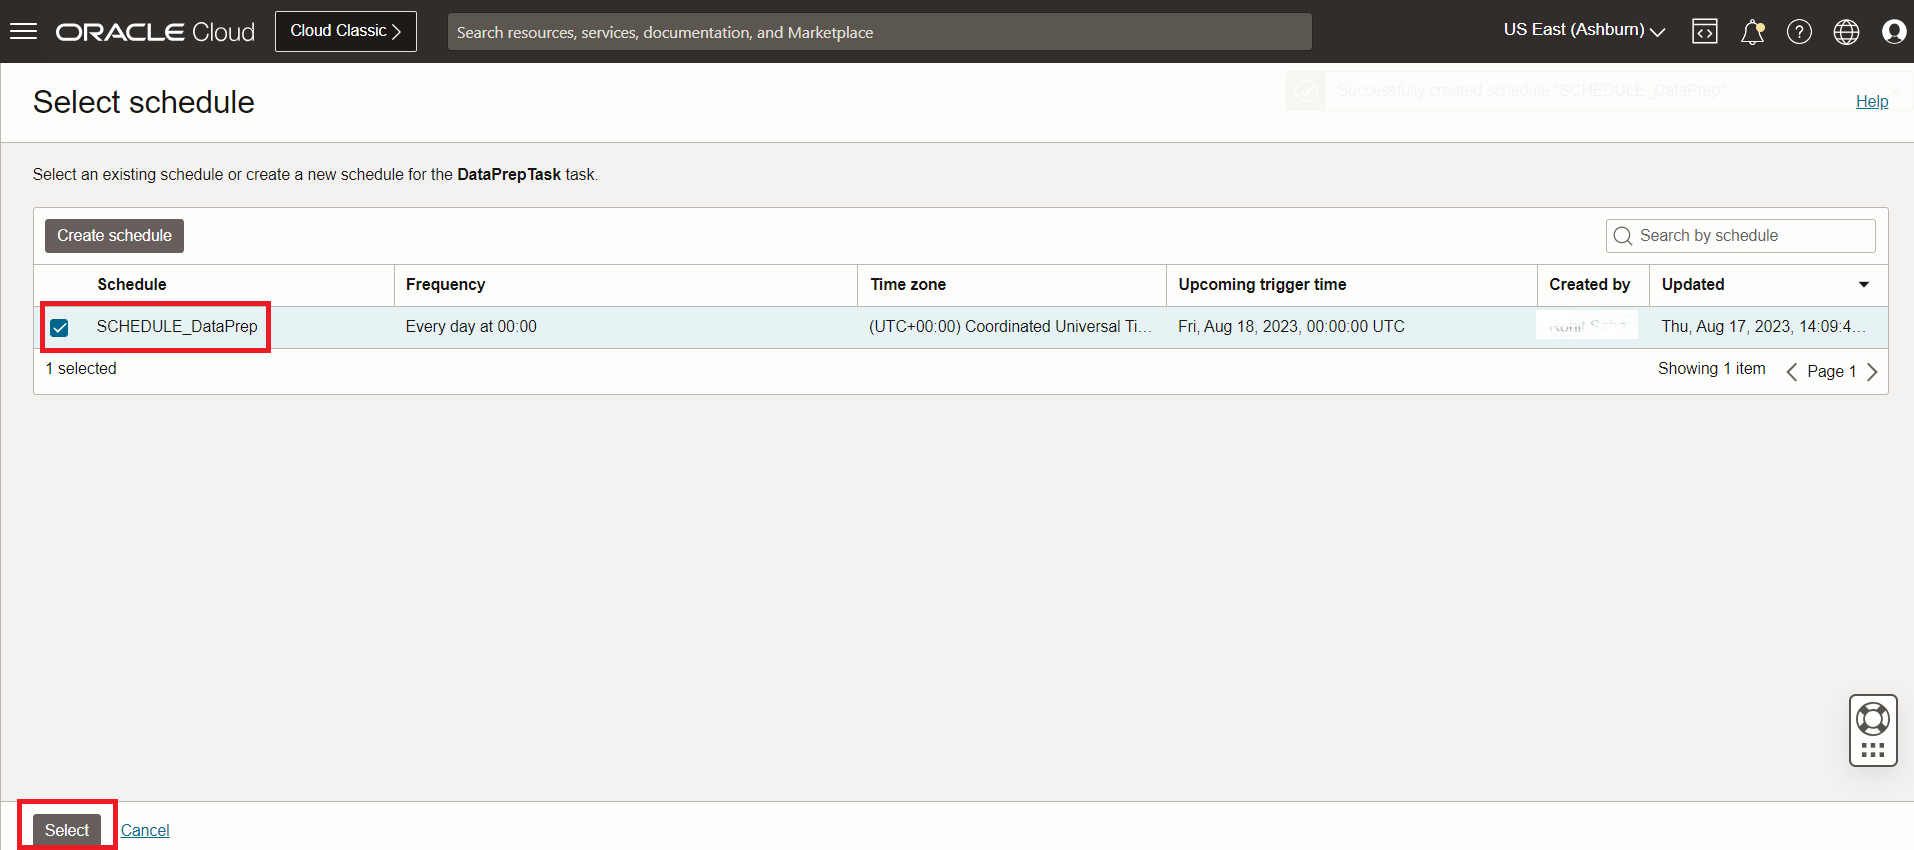 ORACLE Cloud
Cloud Classic
Search resources, services, documentation, and Marketplace
US East (Ashburn)
Select schedule
Successfully created schedule "SCHEDULE_DataPrep"
Help
Select an existing schedule or create a new schedule for the DataPrepTask task.
Create schedule
Search by schedule
Schedule Frequency Time zone Upcoming trigger time Created by Updated
SCHEDULE_DataPrep Every day at 00:00 (UTC+00:00) Coordinated Universal Ti... Fri, Aug 18, 2023, 00:00:00 UTC Thu, Aug 17, 2023, 14:09:4...
1 selected
Showing 1 item
Page 1
Select
Cancel